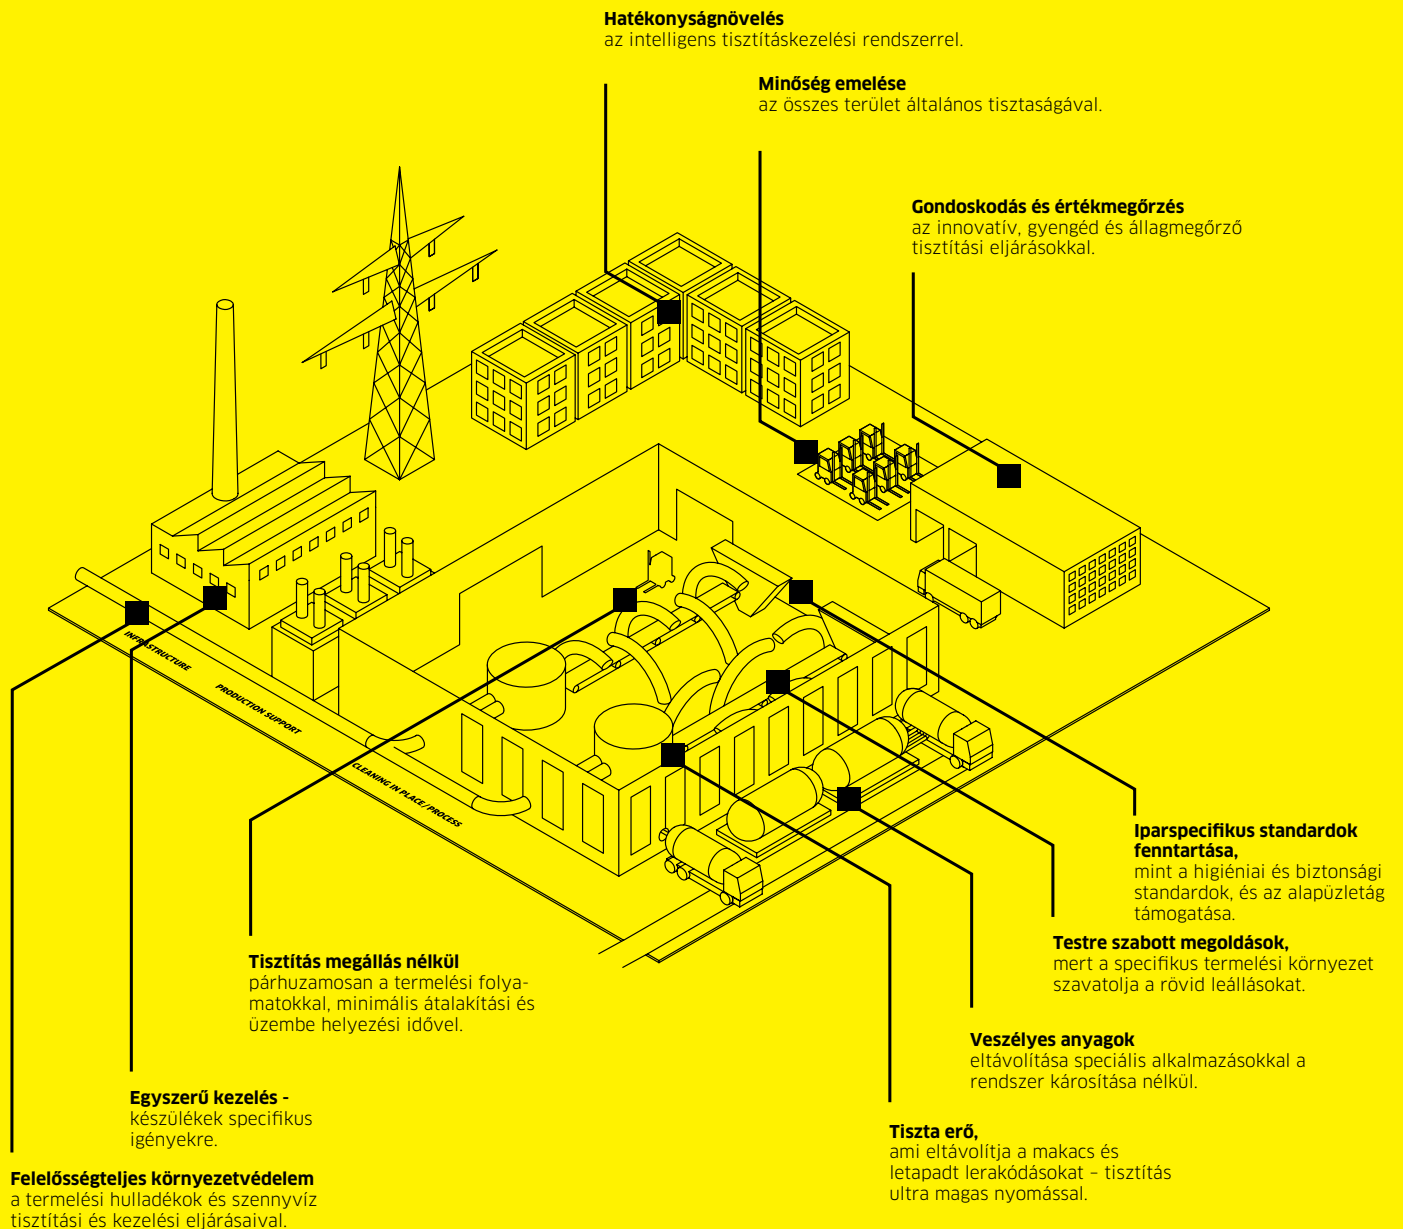 Hatékonyságnövelés
az intelligens tisztításkezelési rendszerrel.
Minőség emelése
az összes terület általános tisztaságával.
Gondoskodás és értékmegőrzés
az innovatív, gyengéd és állagmegőrző
tisztítási eljárásokkal.
INFRASTRUCTURE
PRODUCTION SUPPORT
CLEANING IN PLACE/PROCESS
Iparspecifikus standardok
fenntartása,
mint a higiéniai és biztonsági
standardok, és az alapüzletág
támogatása.
Testre szabott megoldások,
mert a specifikus termelési környezet
szavatolja a rövid leállásokat.
Tisztítás megállás nélkül
párhuzamosan a termelési folya-
matokkal, minimális átalakítási és
üzembe helyezési idővel.
Veszélyes anyagok
eltávolítása speciális alkalmazásokkal a
rendszer károsítása nélkül.
Egyszerű kezelés -
készülékek specifikus
igényekre.
Tiszta erő,
ami eltávolítja a makacs és
letapadt lerakódásokat – tisztítás
ultra magas nyomással.
Felelősségteljes környezetvédelem
a termelési hulladékok és szennyvíz
tisztítási és kezelési eljárásaival.